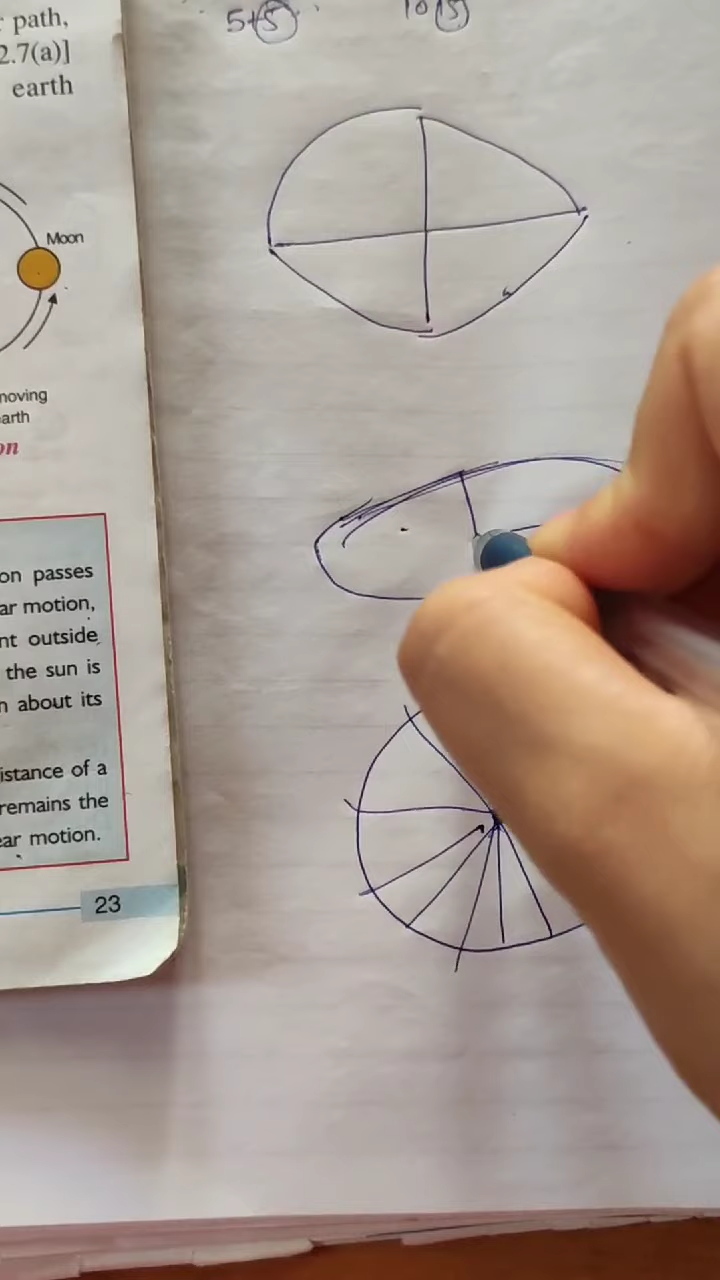 path,
2.7(a)]
earth
Moon
moving
arth
on
on passes
ar motion,
nt outside
the sun is
n about its
istance of a
remains the
ar motion.
23
5+5
10 5